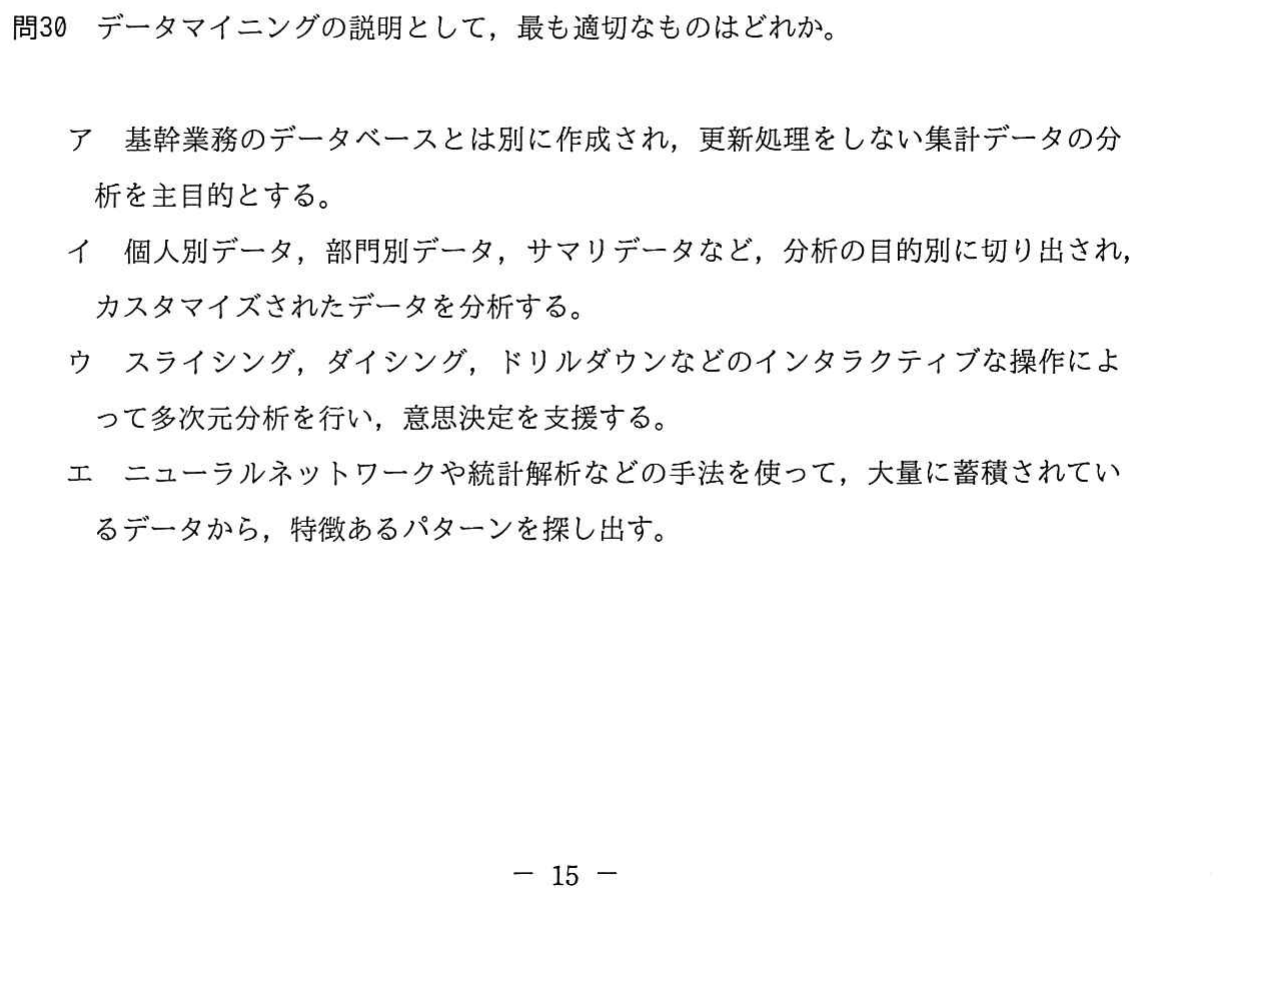 問30　データマイニングの説明として，最も適切なものはどれか。
ア　基幹業務のデータベースとは別に作成され，更新処理をしない集計データの分
析を主目的とする。
イ　個人別データ，部門別データ，サマリデータなど，分析の目的別に切り出され，
カスタマイズされたデータを分析する。
ウ　スライシング，ダイシング，ドリルダウンなどのインタラクティブな操作によ
って多次元分析を行い，意思決定を支援する。
エ　ニューラルネットワークや統計解析などの手法を使って，大量に蓄積されてい
るデータから，特徴あるパターンを探し出す。
－ 15 －